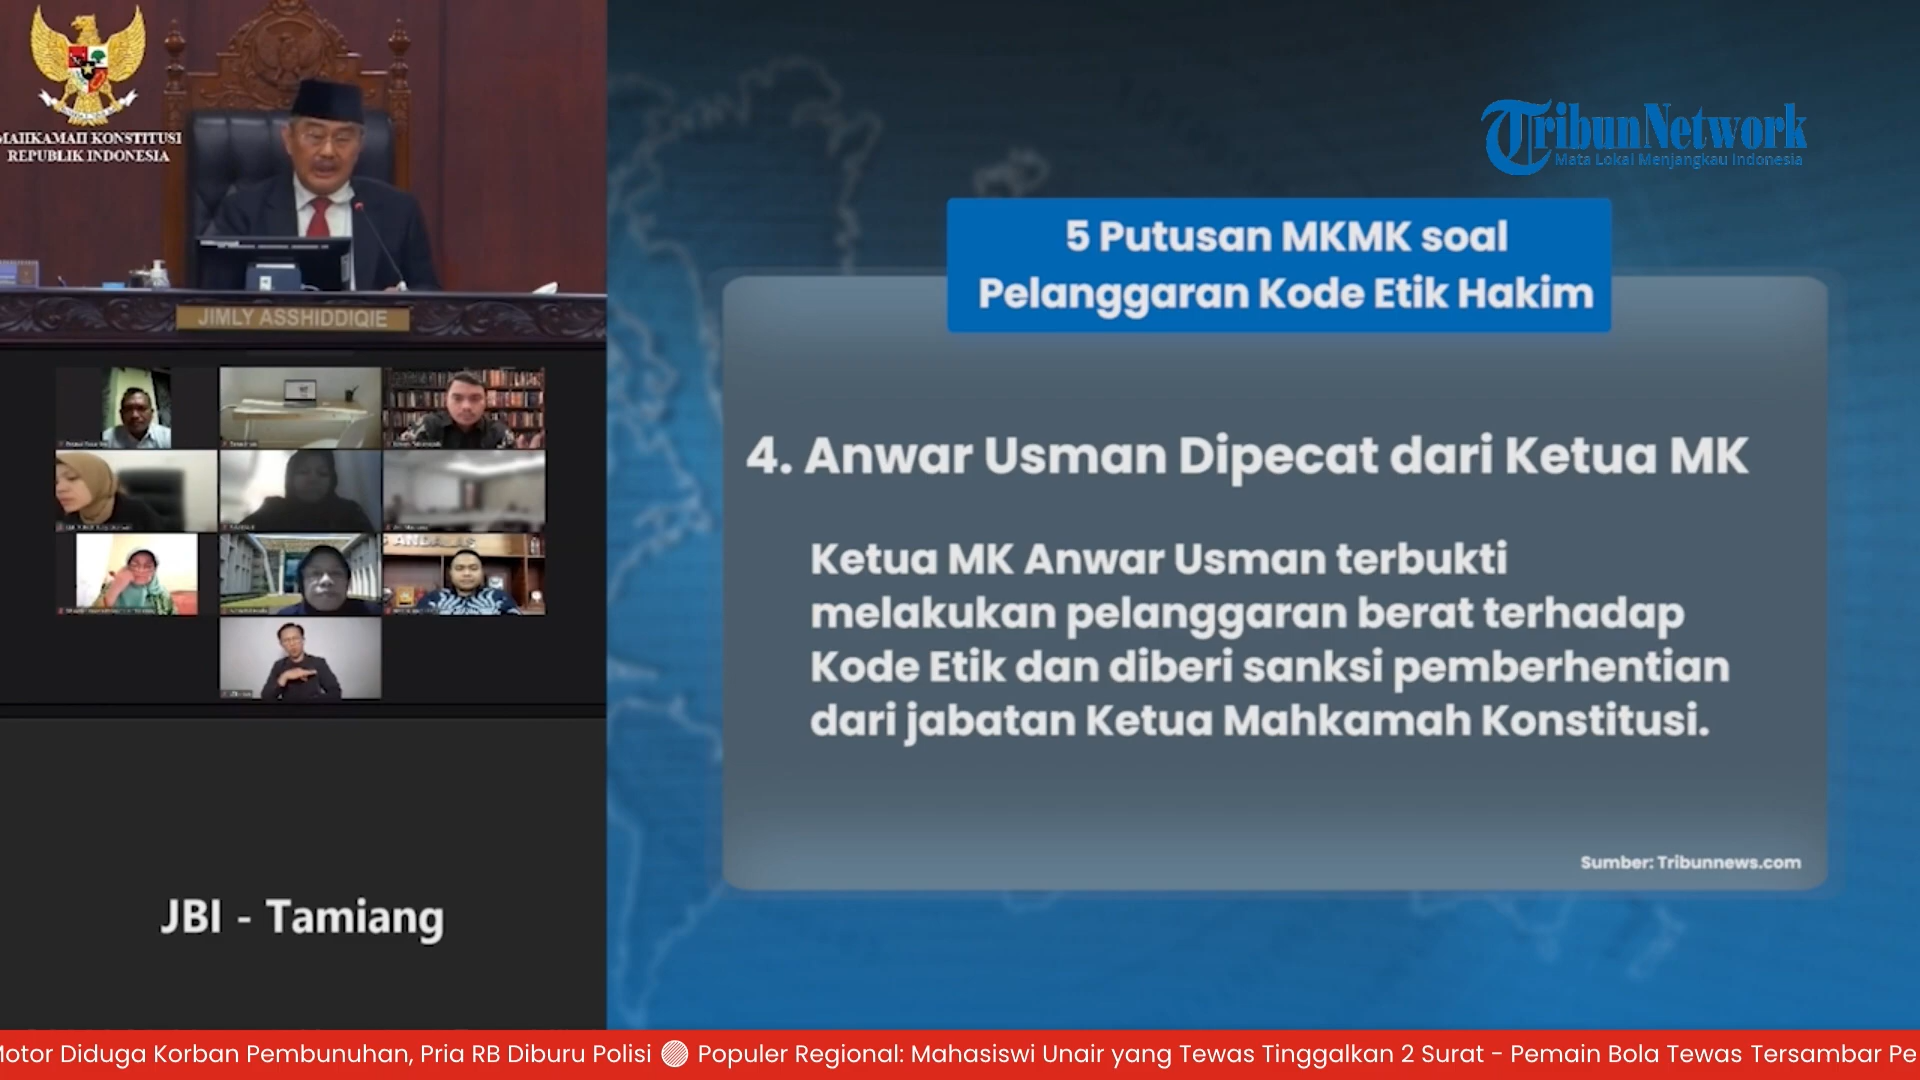 MAHKAMAH KONSTITUSI
REPUBLIK INDONESIA
JIMLY ASSHIDDIQIE
ANDALAS
JBI - Tamiang
TribunNetwork
Mata Lokal Menjangkau Indonesia
5 Putusan MKMK soal
Pelanggaran Kode Etik Hakim
4. Anwar Usman Dipecat dari Ketua MK
Ketua MK Anwar Usman terbukti
melakukan pelanggaran berat terhadap
Kode Etik dan diberi sanksi pemberhentian
dari jabatan Ketua Mahkamah Konstitusi.
Sumber: Tribunnews.com
Motor Diduga Korban Pembunuhan, Pria RB Diburu Polisi Populer Regional: Mahasiswi Unair yang Tewas Tinggalkan 2 Surat - Pemain Bola Tewas Tersambar Pe